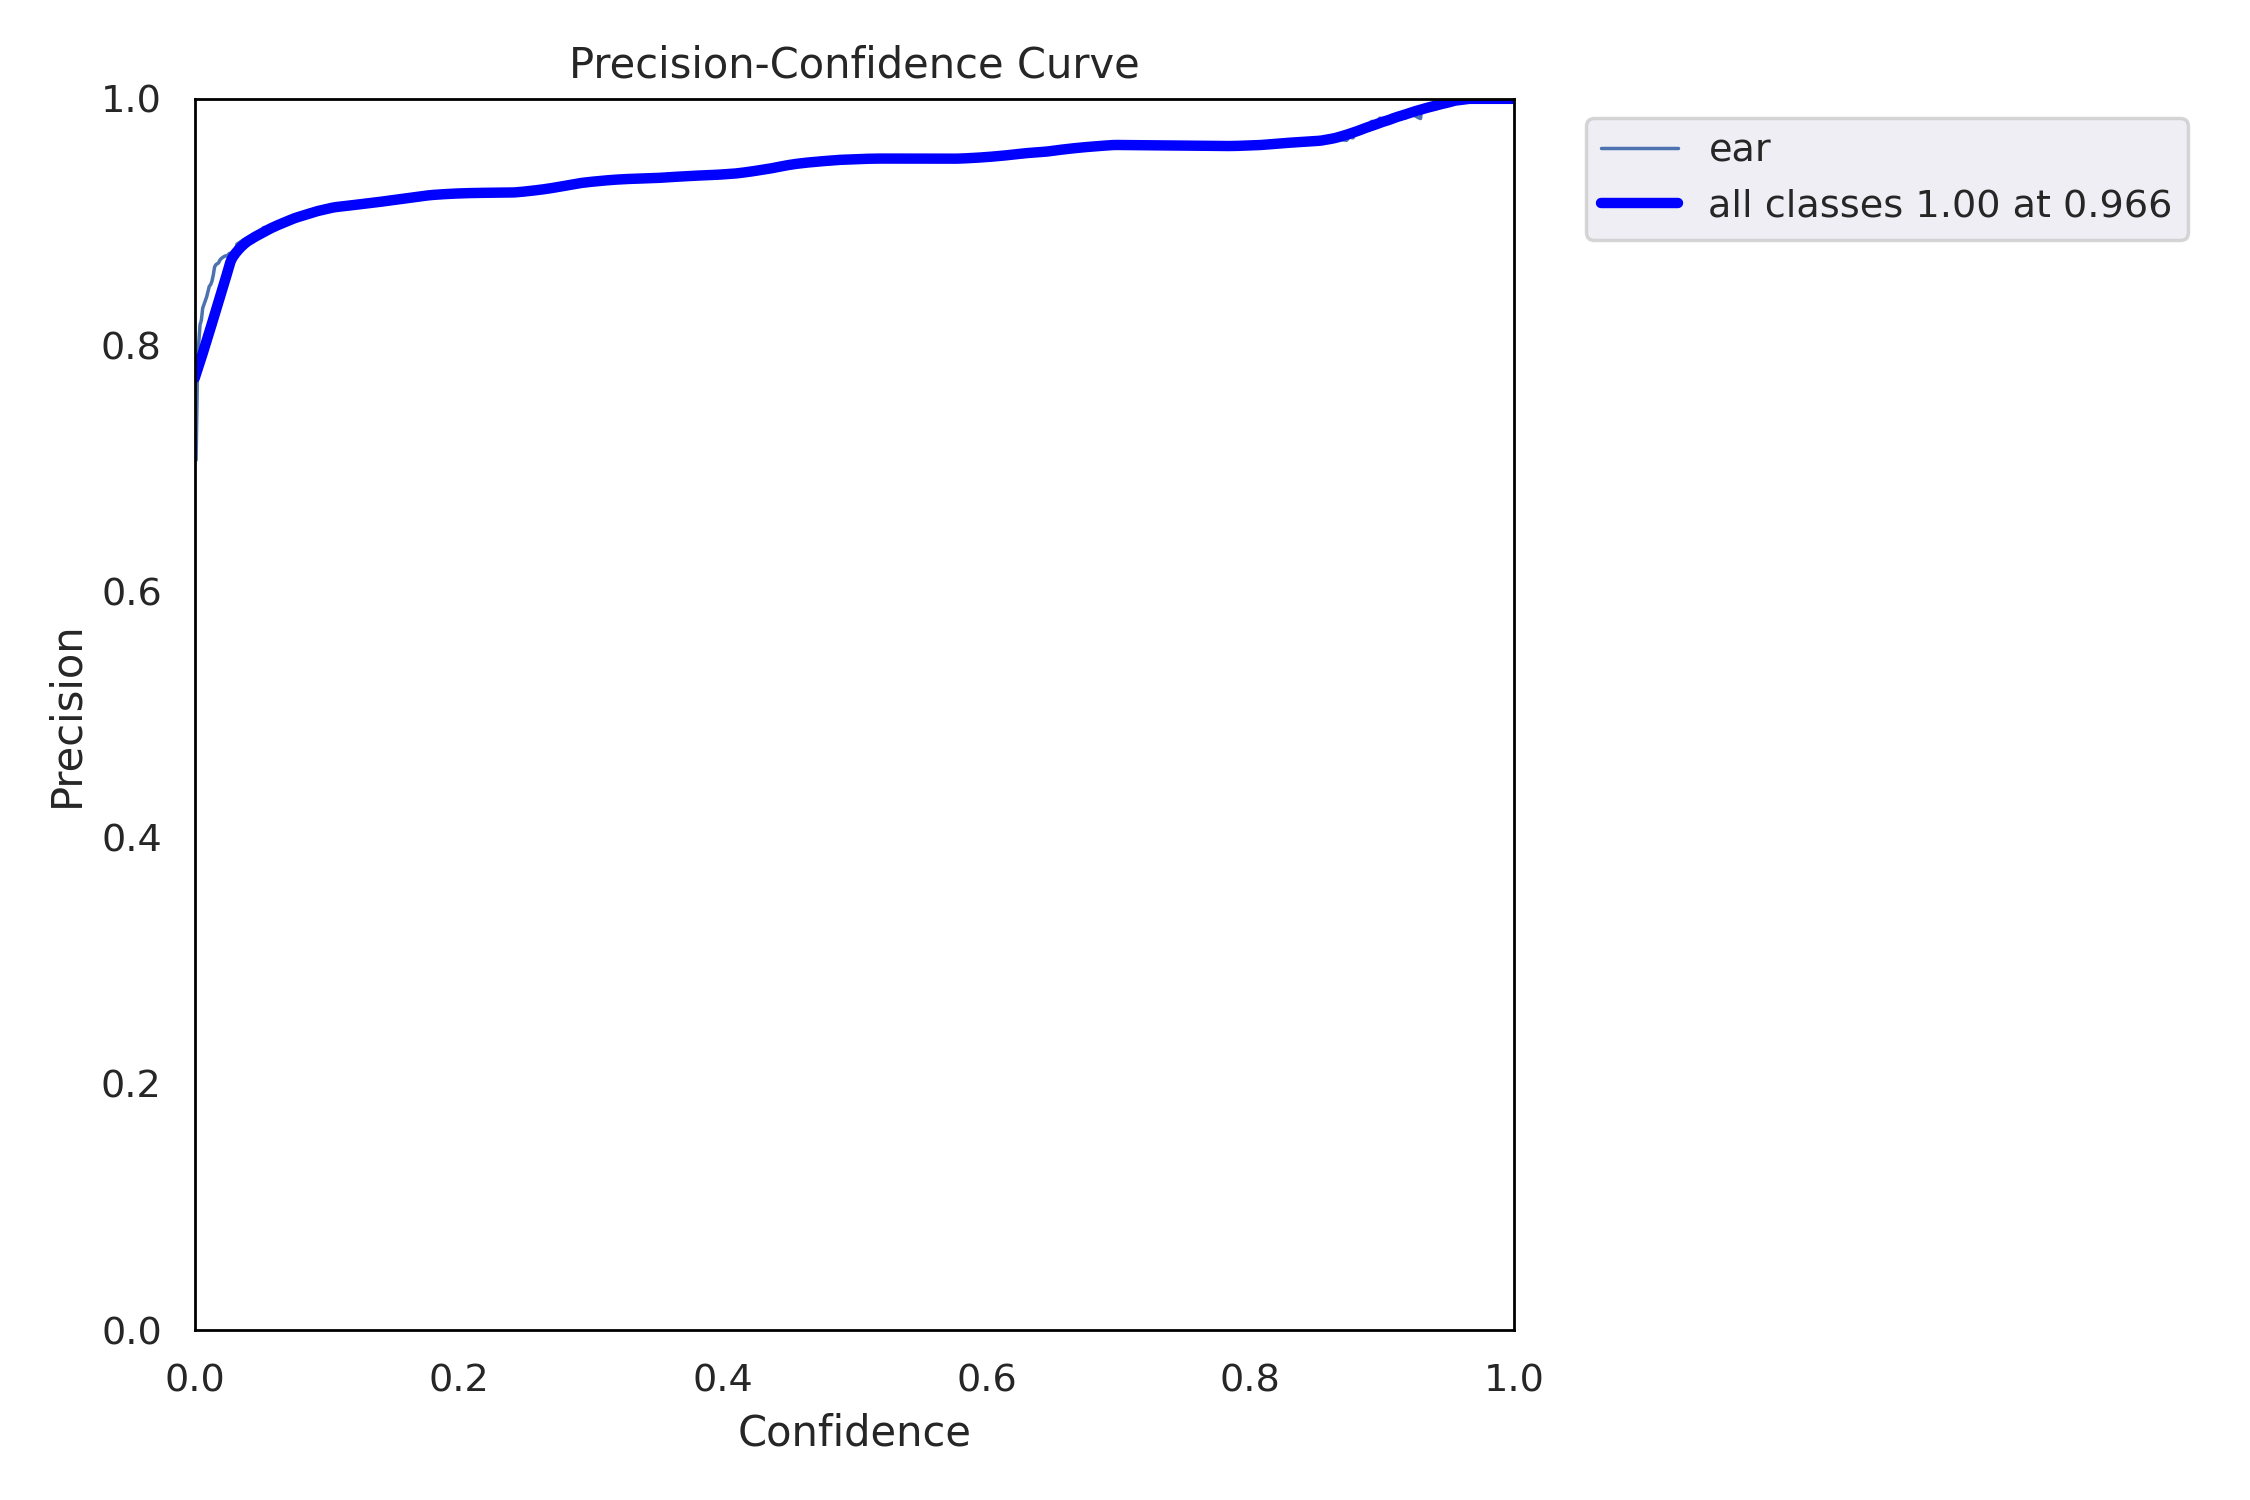 Precision-Confidence Curve
1.0
0.8
0.6
0.4
0.2
0.0
Precision
0.0 0.2 0.4 0.6 0.8 1.0
Confidence
ear
all classes 1.00 at 0.966